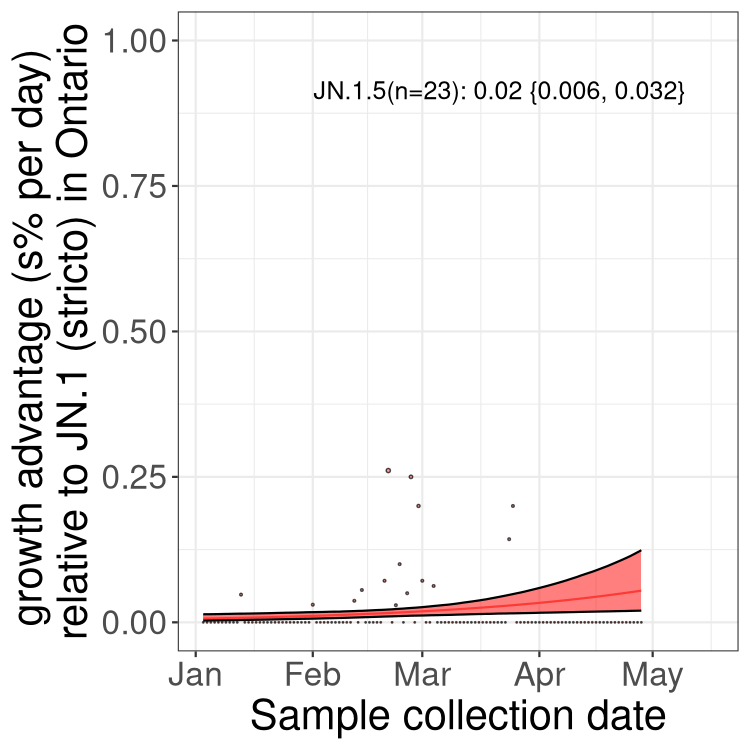 growth advantage (s% per day)
relative to JN.1 (stricto) in Ontario
1.00
0.75
0.50
0.25
0.00
JN.1.5(n=23): 0.02 {0.006, 0.032}
Jan Feb Mar Apr May
Sample collection date